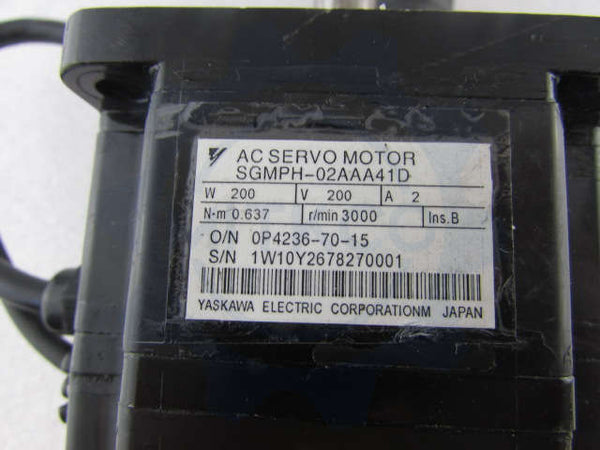 AC SERVO MOTOR
SGMPH-02AAA41D
W 200 V 200 A 2
N-m 0.637 r/min 3000 Ins.B
O/N 0P4236-70-15
S/N 1W10Y2678270001
YASKAWA ELECTRIC CORPORATIONM JAPAN